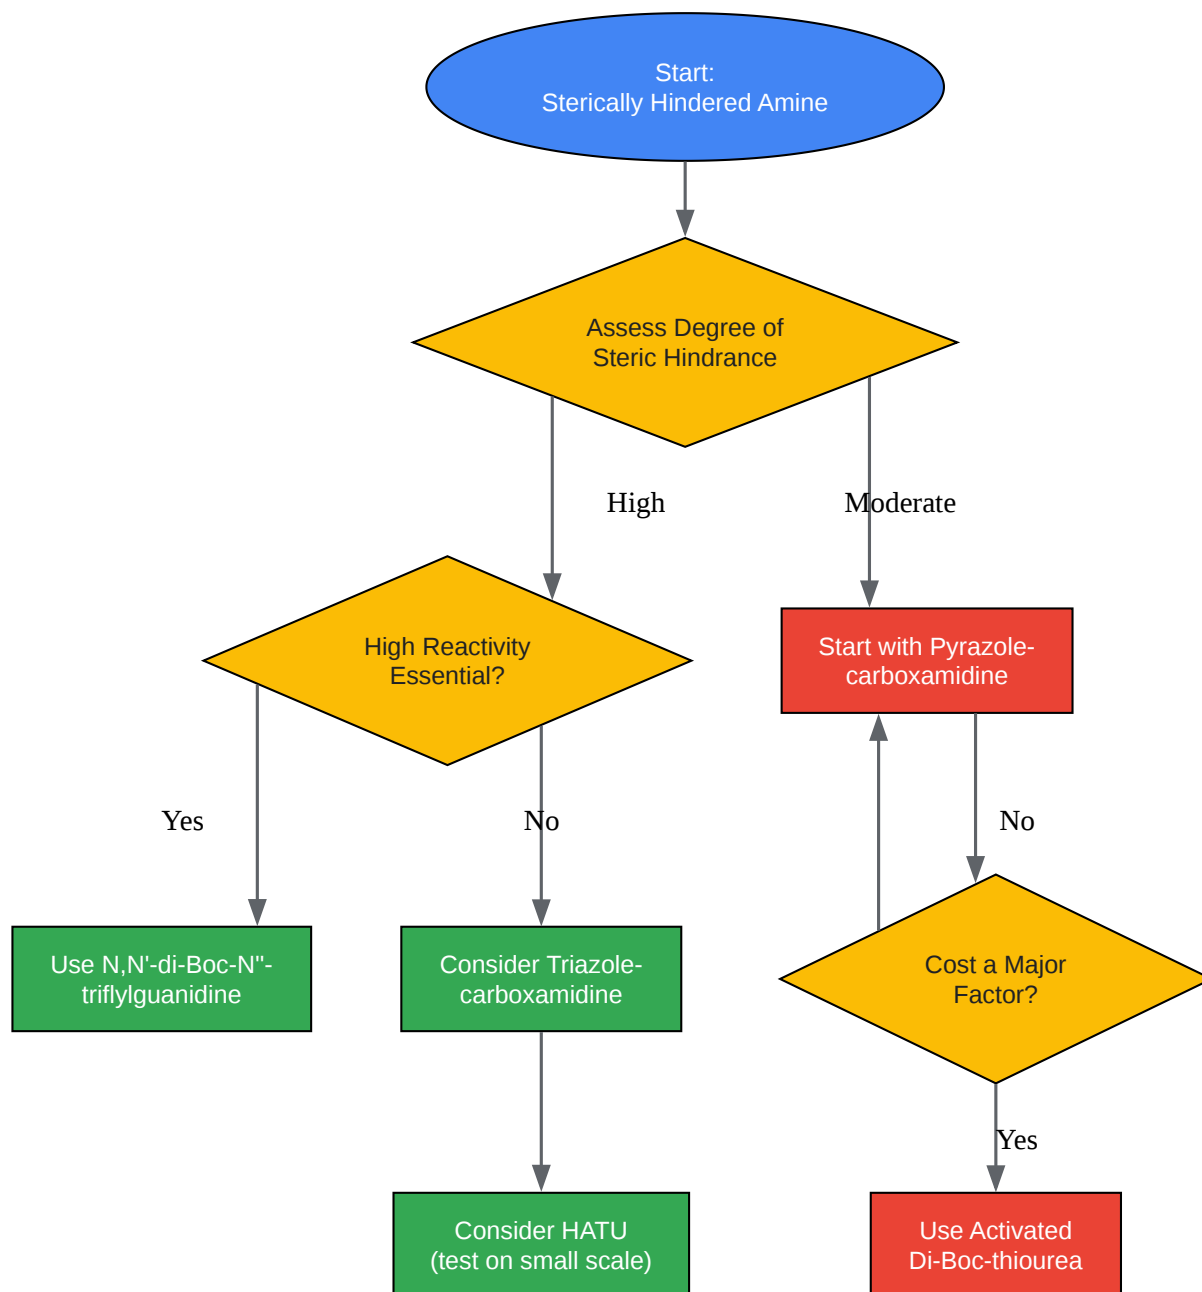 Start:
Sterically Hindered Amine
Assess Degree of
Steric Hindrance
High
Moderate
High Reactivity
Essential?
Start with Pyrazole-
carboxamidine
Yes
No
No
Use N,N'-di-Boc-N"-
triflylguanidine
Consider Triazole-
carboxamidine
Cost a Major
Factor?
Yes
Consider HATU
(test on small scale)
Use Activated
Di-Boc-thiourea